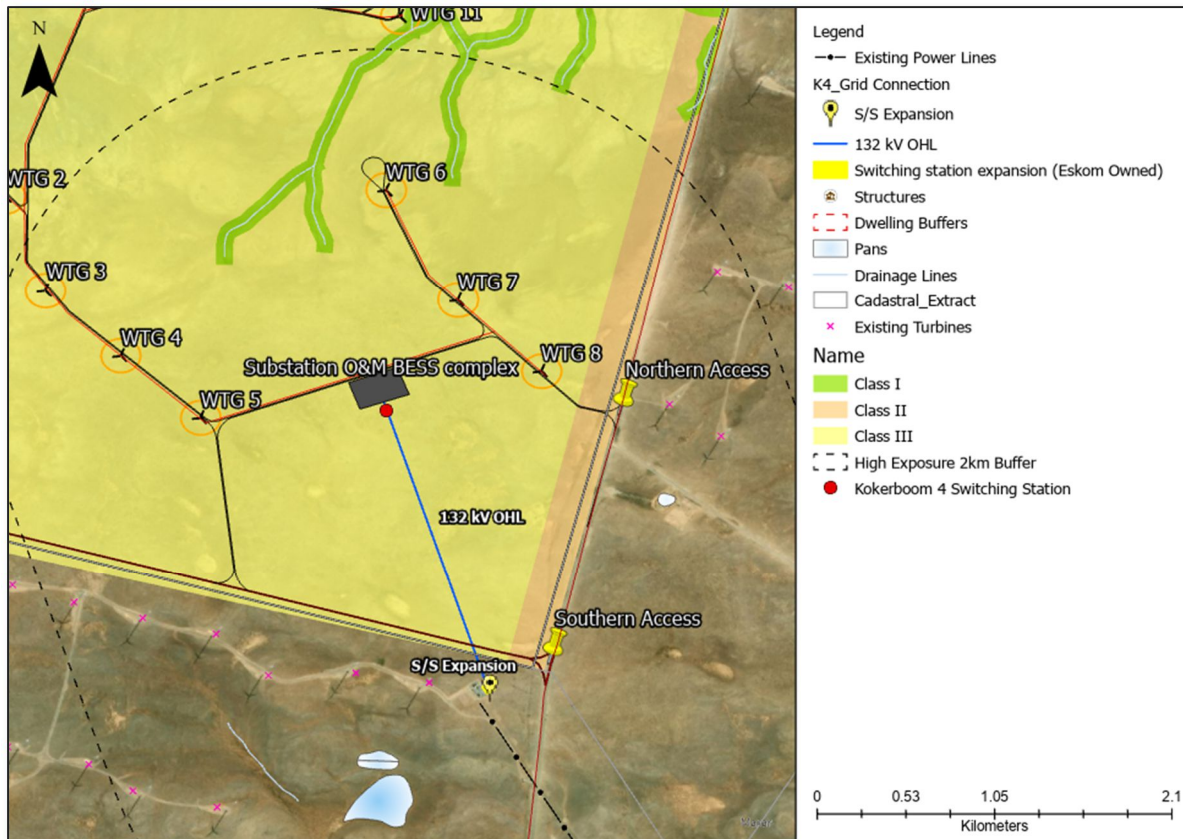 WTG 11
N
WTG 2
WTG 6
WTG 3
WTG 7
WTG 4
WTG 8
Substation O&M BESS complex
Northern Access
WTG 5
132 kV OHL
Southern Access
S/S Expansion
Maxar
Legend
Existing Power Lines
K4_Grid Connection
S/S Expansion
132 kV OHL
Switching station expansion (Eskom Owned)
Structures
Dwelling Buffers
Pans
Drainage Lines
Cadastral_Extract
Existing Turbines
Name
Class I
Class II
Class III
High Exposure 2km Buffer
Kokerboom 4 Switching Station
0 0.53 1.05 2.1
Kilometers